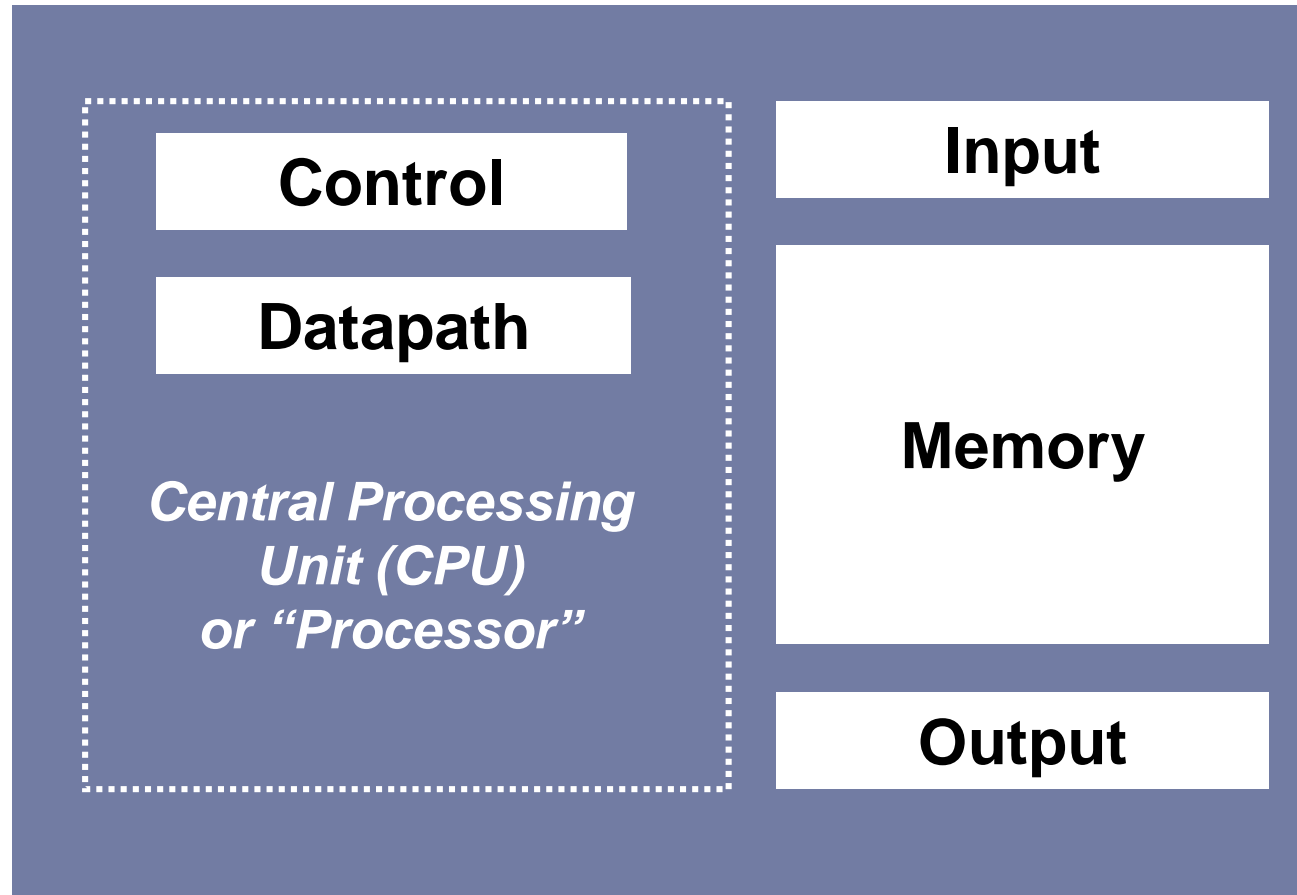 Control
Datapath
Central Processing
Unit (CPU)
or “Processor”
Input
Memory
Output